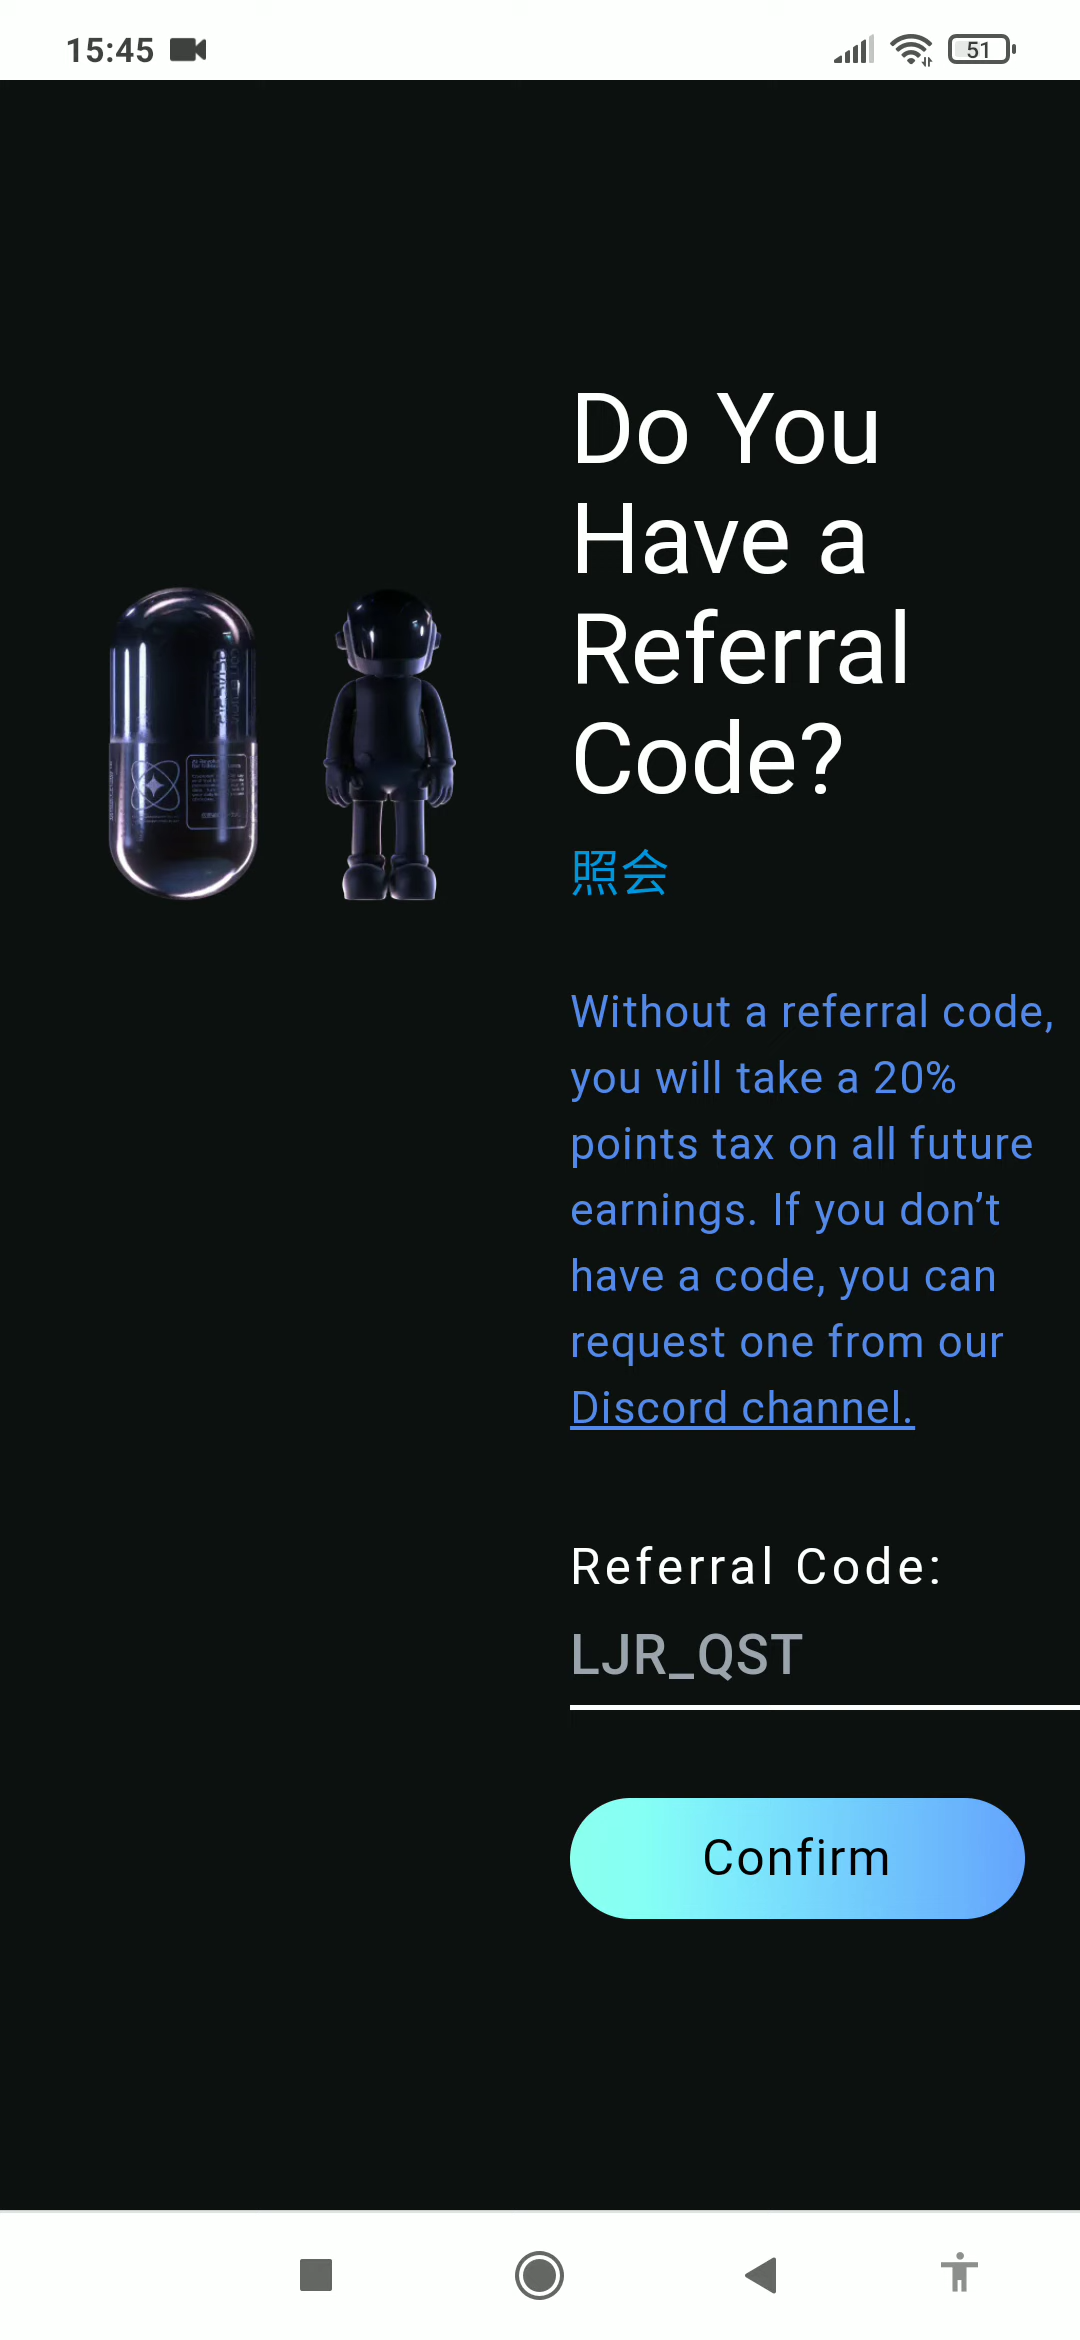 15:45
51
Do You
Have a
Referral
Code?
照会
Without a referral code,
you will take a 20%
points tax on all future
earnings. If you don’t
have a code, you can
request one from our
Discord channel.
Referral Code:
LJR_QST
Confirm